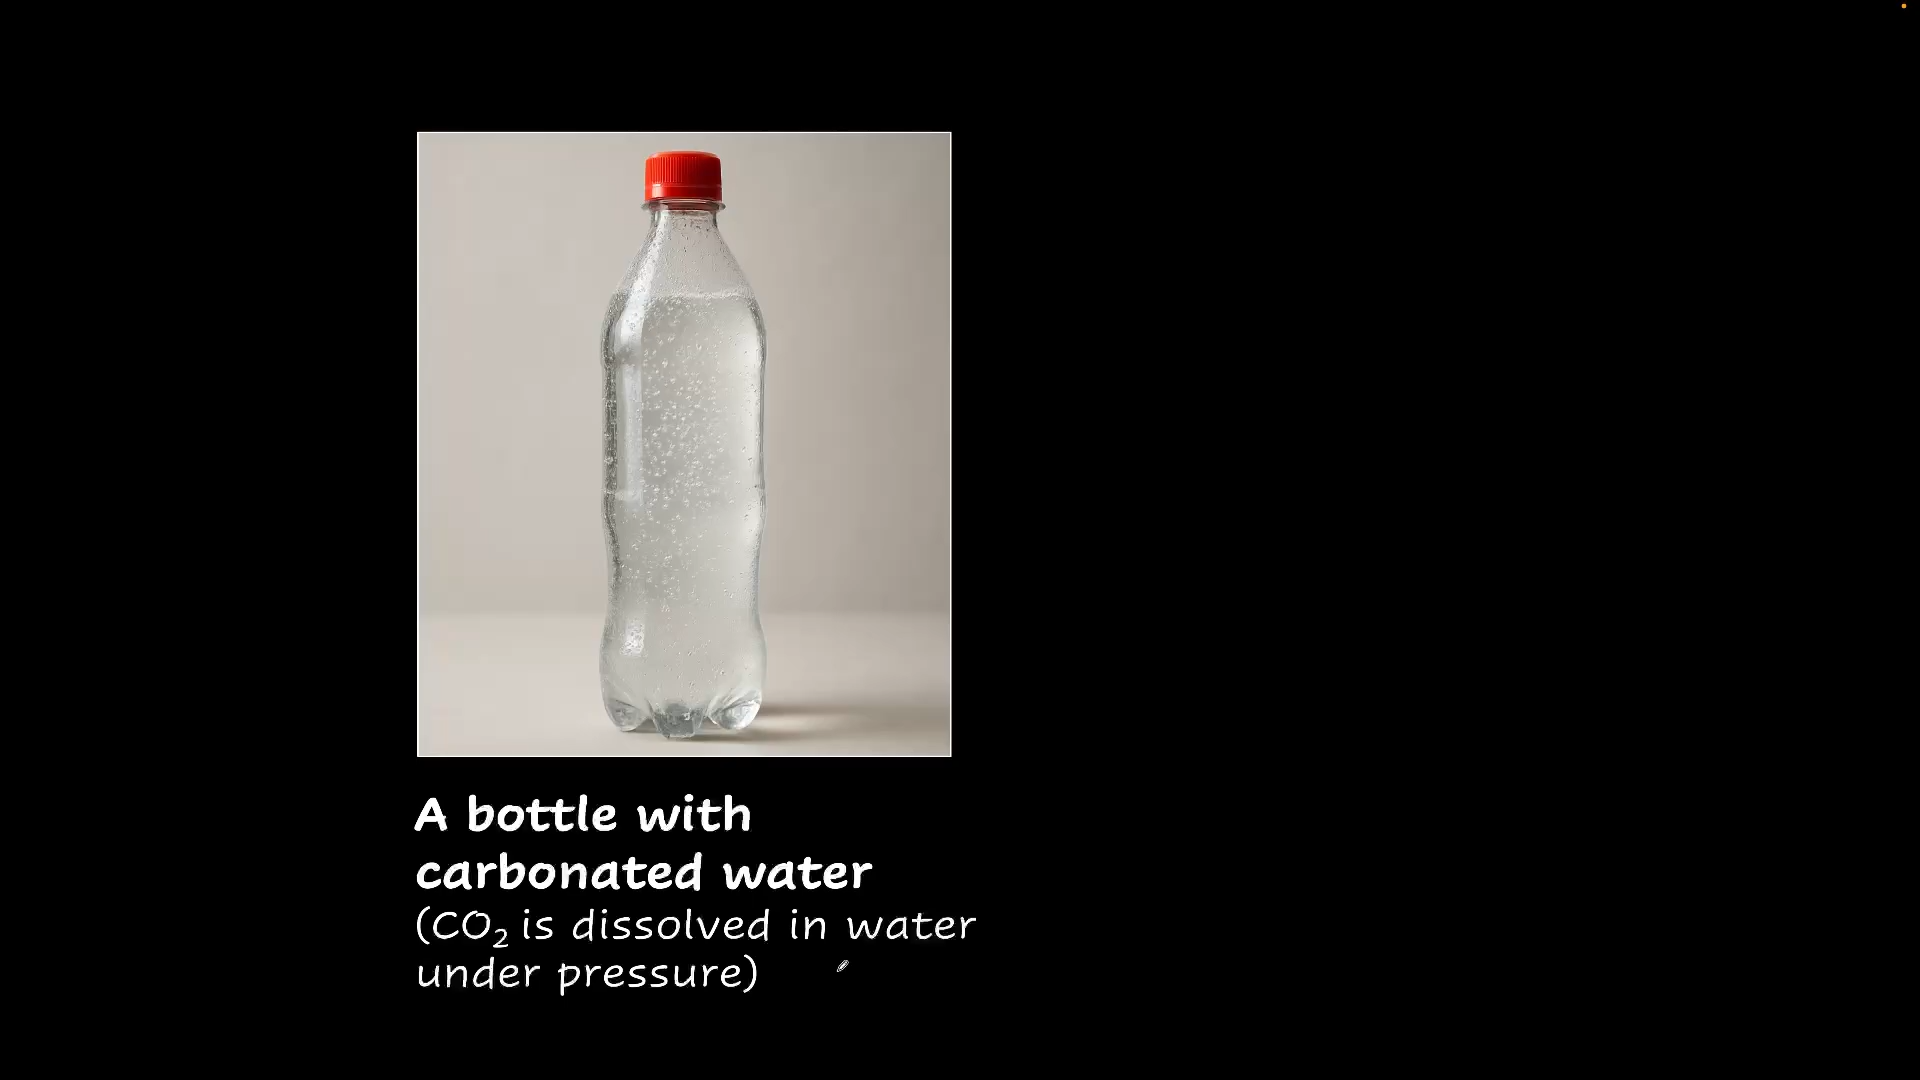 A bottle with
carbonated water
(CO₂ is dissolved in water
under pressure)